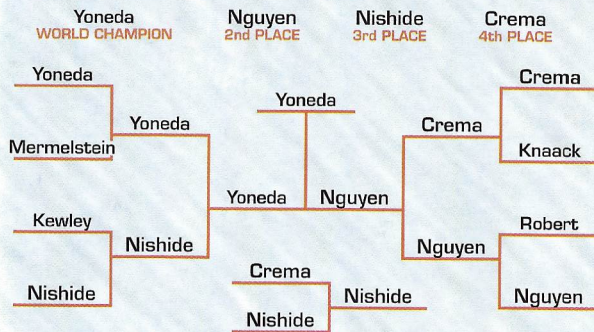 Yoneda Nguyen Nishide Crema
WORLD CHAMPION 2nd PLACE 3rd PLACE 4th PLACE
Yoneda
Mermelstein
Yoneda
Kewley
Nishide
Nishide
Yoneda
Yoneda
Nguyen
Crema
Nguyen
Crema
Knaack
Robert
Nguyen
Crema
Nishide
Nishide